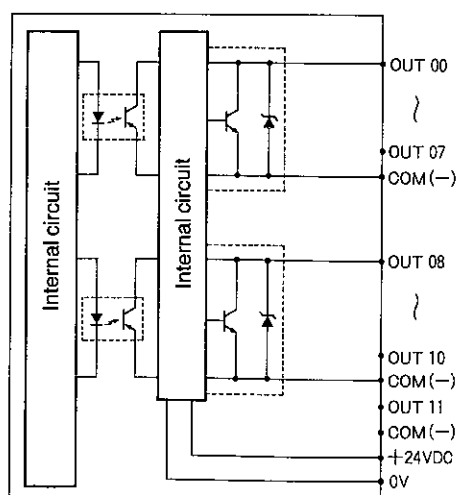 Internal circuit
Internal circuit
OUT 00
~
OUT 07
COM (−)
OUT 08
~
OUT 10
COM (−)
OUT 11
COM (−)
+24VDC
0V